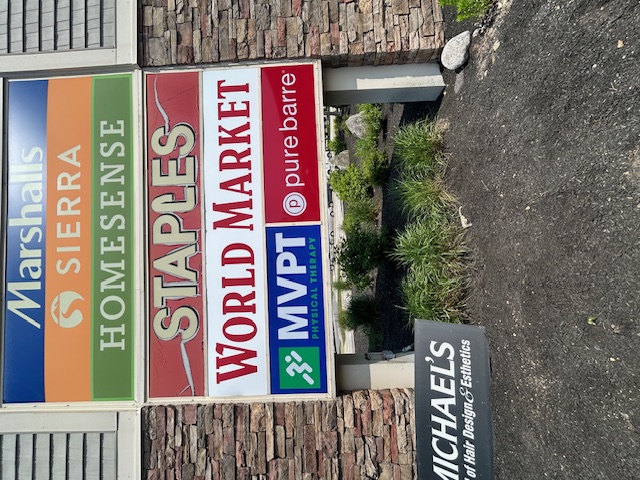 Marshalls
SIERRA
HOMESENSE
STAPLES
WORLD MARKET
MVPT
PHYSICAL THERAPY
p pure barre
MICHAEL'S
of Hair Design & Esthetics